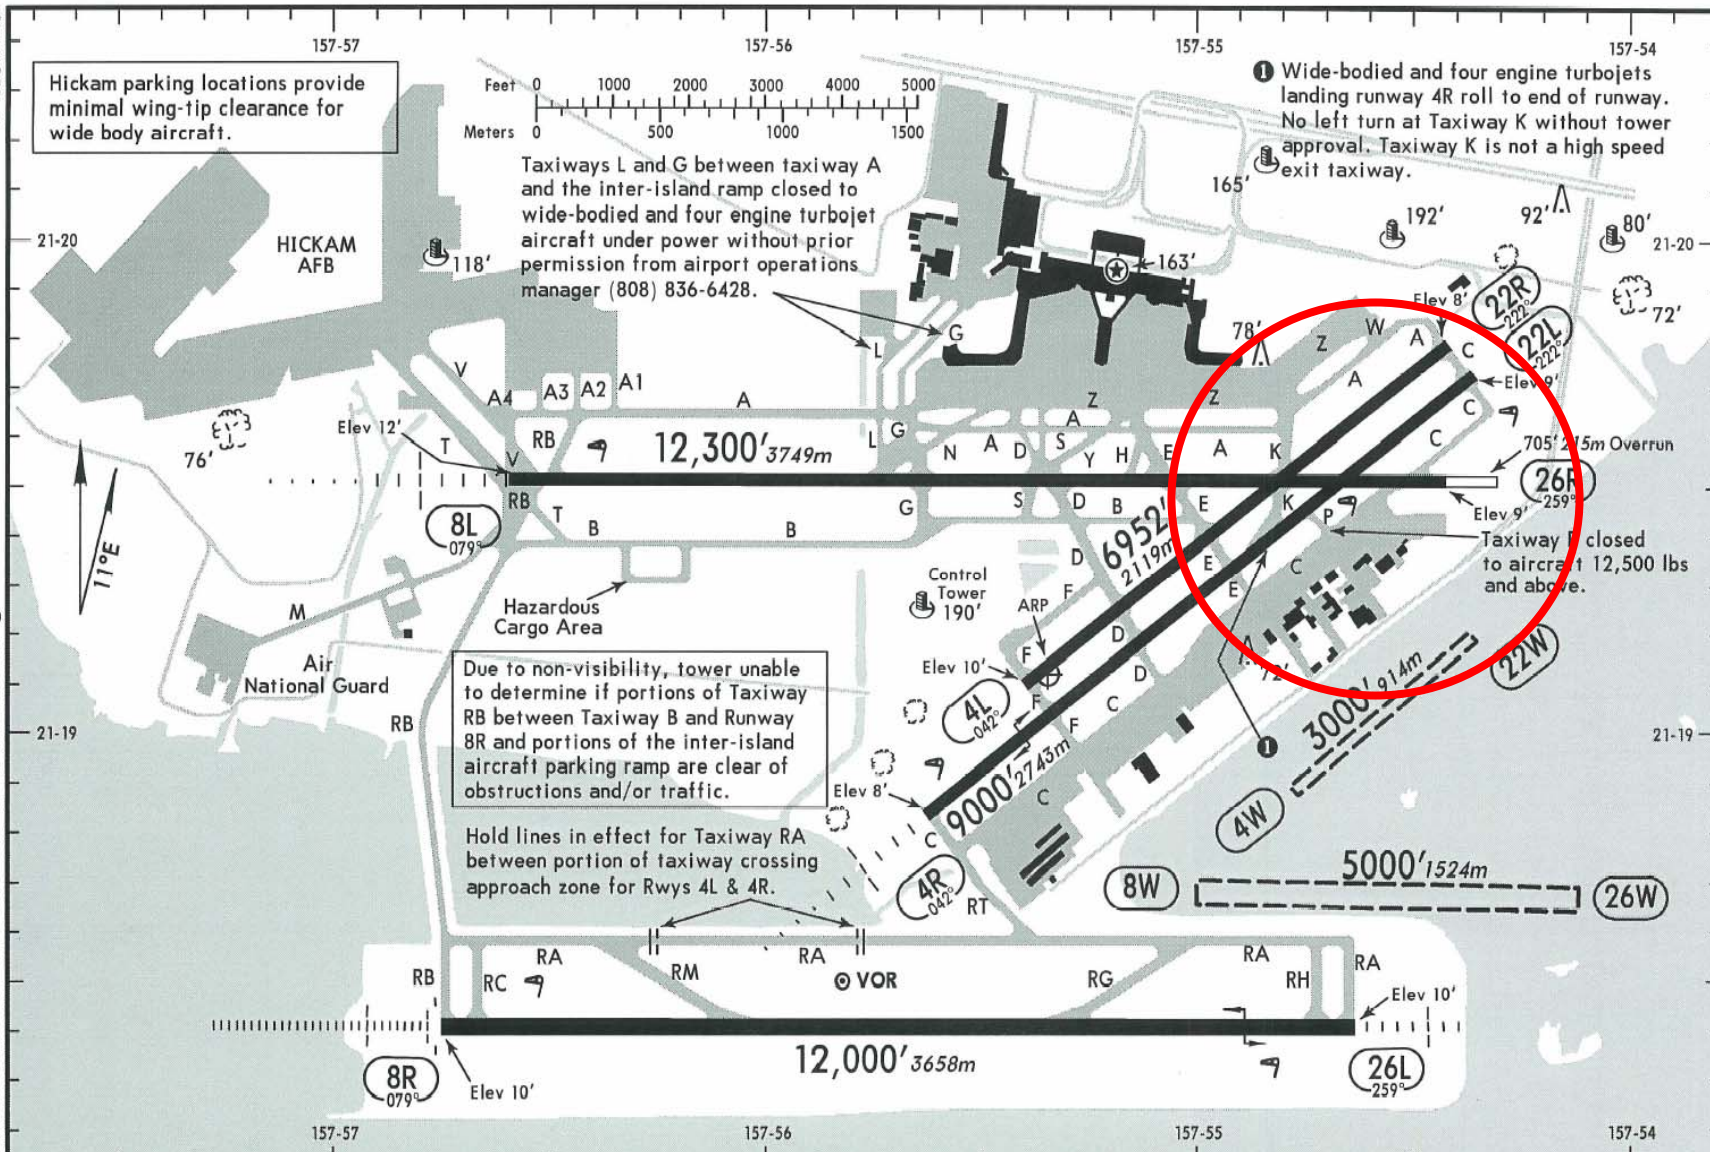 157-57
157-56
157-55
157-54
Hickam parking locations provide
minimal wing-tip clearance for
wide body aircraft.
Feet 0 1000 2000 3000 4000 5000
Meters 0 500 1000 1500
❶ Wide-bodied and four engine turbojets
landing runway 4R roll to end of runway.
No left turn at Taxiway K without tower
approval. Taxiway K is not a high speed
exit taxiway.
Taxiways L and G between taxiway A
and the inter-island ramp closed to
wide-bodied and four engine turbojet
aircraft under power without prior
permission from airport operations
manager (808) 836-6428.
165'
192'
92'
80'
21-20
HICKAM
AFB
118'
163'
21-20
72'
Elev 8'
22R
222°
22L
222°
78'
G
L
Z
W
A
C
V
A4
A3
A2
A1
A
Z
Z
A
Elev 9'
C
76'
Elev 12'
T
RB
12,300' 3749m
L
G
N
A
D
S
A
Y
H
E
A
K
C
705' 215m Overrun
V
26R
259°
8L
079°
RB
T
B
B
G
S
D
B
E
K
P
Elev 9'
Taxiway P closed
to aircraft 12,500 lbs
and above.
11°E
6952'
2119m
D
E
C
E
Control
Tower
190'
F
ARP
D
M
Hazardous
Cargo Area
Air
National Guard
Due to non-visibility, tower unable
to determine if portions of Taxiway
RB between Taxiway B and Runway
8R and portions of the inter-island
aircraft parking ramp are clear of
obstructions and/or traffic.
F
Elev 10'
D
72'
22W
4L
042°
F
C
F
3000' 914m
RB
21-19
21-19
❶
9000' 2743m
Elev 8'
C
4W
Hold lines in effect for Taxiway RA
between portion of taxiway crossing
approach zone for Rwys 4L & 4R.
C
4R
042°
RT
5000' 1524m
8W
26W
RA
RA
RA
RA
RB
RC
RM
VOR
RG
RH
Elev 10'
12,000' 3658m
8R
079°
Elev 10'
26L
259°
157-57
157-56
157-55
157-54